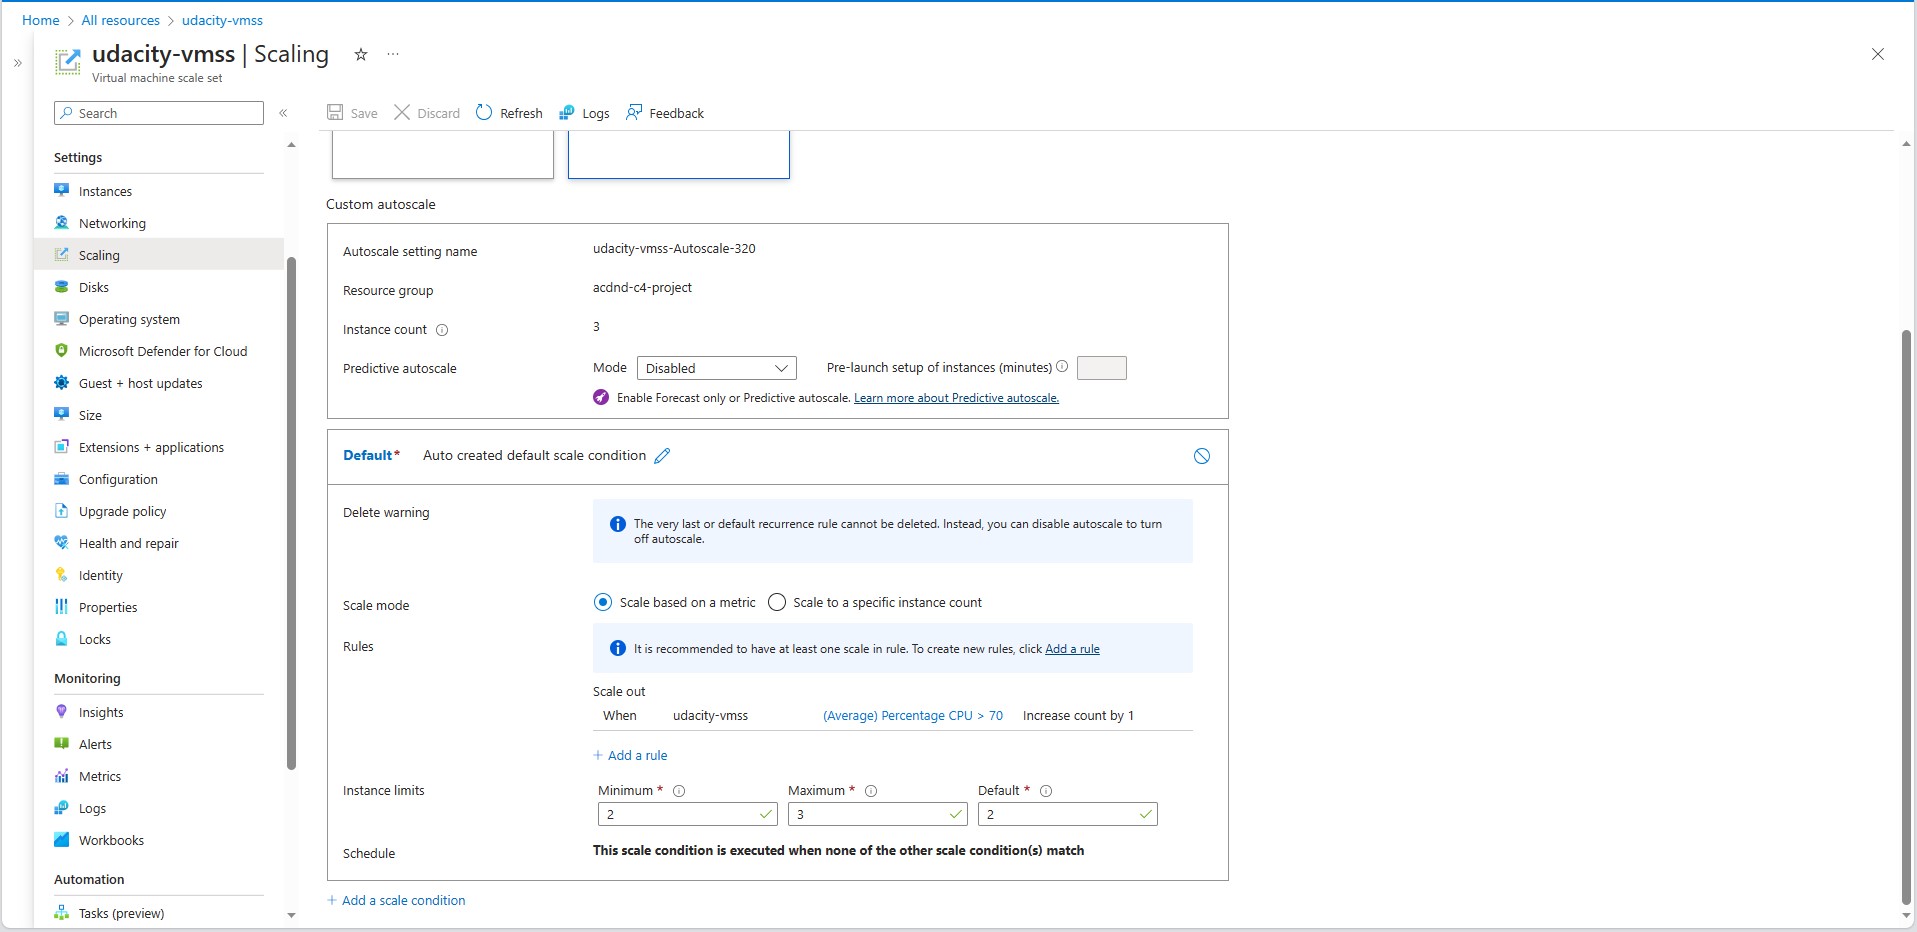 Home > All resources > udacity-vmss
udacity-vmss | Scaling
Virtual machine scale set
Search
Save Discard Refresh Logs Feedback
Settings
Instances
Networking
Scaling
Disks
Operating system
Microsoft Defender for Cloud
Guest + host updates
Size
Extensions + applications
Configuration
Upgrade policy
Health and repair
Identity
Properties
Locks
Monitoring
Insights
Alerts
Metrics
Logs
Workbooks
Automation
Tasks (preview)
Custom autoscale
Autoscale setting name udacity-vmss-Autoscale-320
Resource group acdnd-c4-project
Instance count 3
Predictive autoscale Mode Disabled Pre-launch setup of instances (minutes)
Enable Forecast only or Predictive autoscale. Learn more about Predictive autoscale.
Default* Auto created default scale condition
Delete warning The very last or default recurrence rule cannot be deleted. Instead, you can disable autoscale to turn
off autoscale.
Scale mode Scale based on a metric Scale to a specific instance count
Rules It is recommended to have at least one scale in rule. To create new rules, click Add a rule
Scale out
When udacity-vmss (Average) Percentage CPU > 70 Increase count by 1
+ Add a rule
Instance limits Minimum * Maximum * Default *
2 3 2
Schedule This scale condition is executed when none of the other scale condition(s) match
+ Add a scale condition